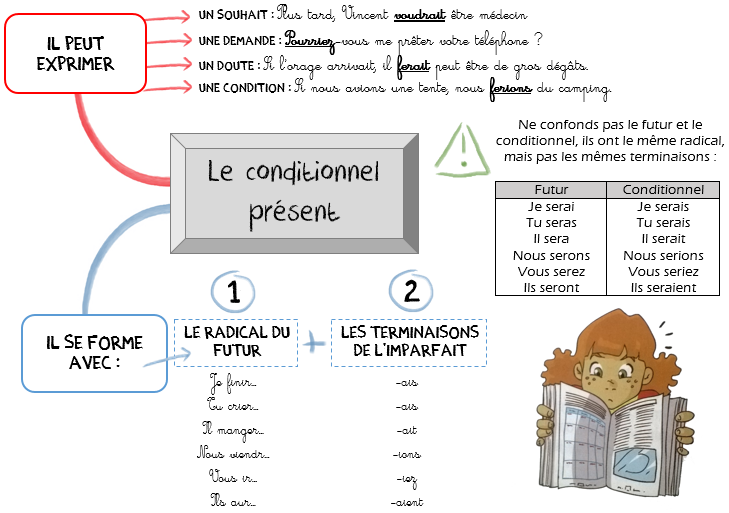 IL PEUT
EXPRIMER
UN SOUHAIT : Plus tard, Vincent voudrait être médecin
UNE DEMANDE : Pourriez-vous me prêter votre téléphone ?
UN DOUTE : Si l'orage arrivait, il ferait peut être de gros dégâts.
UNE CONDITION : Si nous avions une tente, nous ferions du camping.
Le conditionnel
présent
Ne confonds pas le futur et le
conditionnel, ils ont le même radical,
mais pas les mêmes terminaisons :
Futur Conditionnel
Je serai Je serais
Tu seras Tu serais
Il sera Il serait
Nous serons Nous serions
Vous serez Vous seriez
Ils seront Ils seraient
IL SE FORME
AVEC :
1 2
LE RADICAL DU
FUTUR
+
LES TERMINAISONS
DE L'IMPARFAIT
Je finir... -ais
Tu crier... -ais
Il manger... -ait
Nous viendr... -ions
Vous ir... -iez
Ils aur... -aient